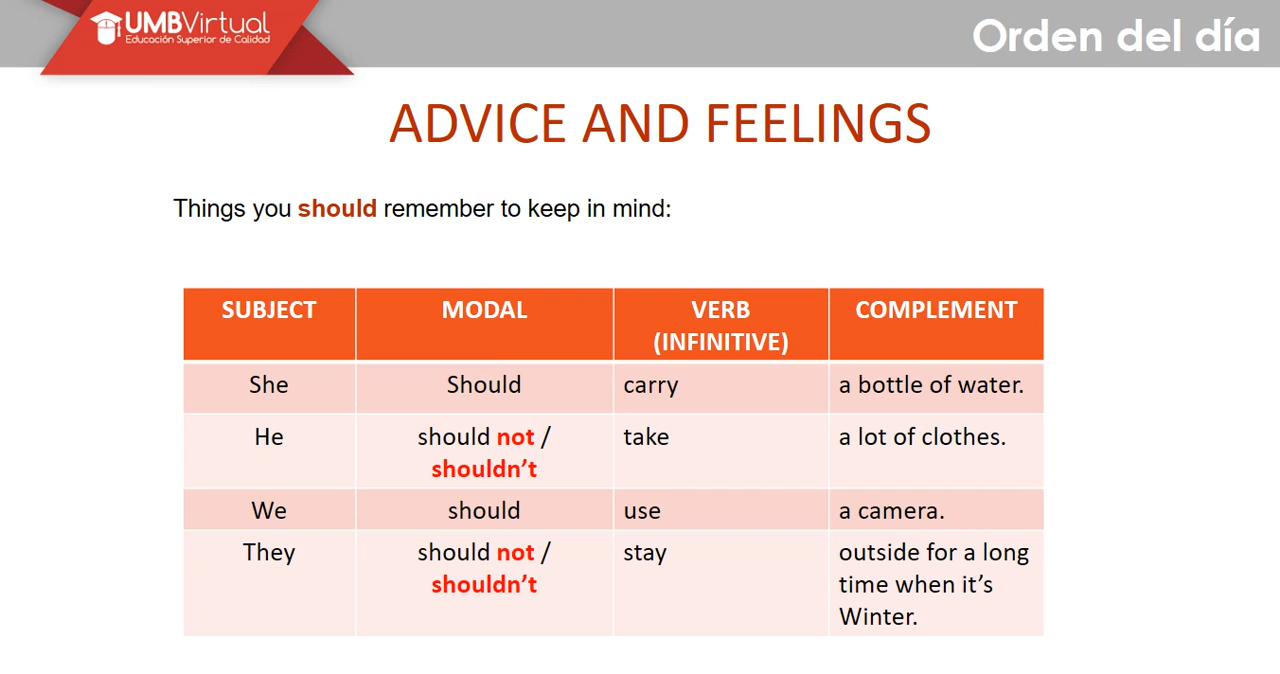 UMBVirtual
Educación Superior de Calidad
Orden del día
ADVICE AND FEELINGS
Things you should remember to keep in mind:
SUBJECT MODAL VERB (INFINITIVE) COMPLEMENT
She Should carry a bottle of water.
He should not / shouldn’t take a lot of clothes.
We should use a camera.
They should not / shouldn’t stay outside for a long time when it’s Winter.